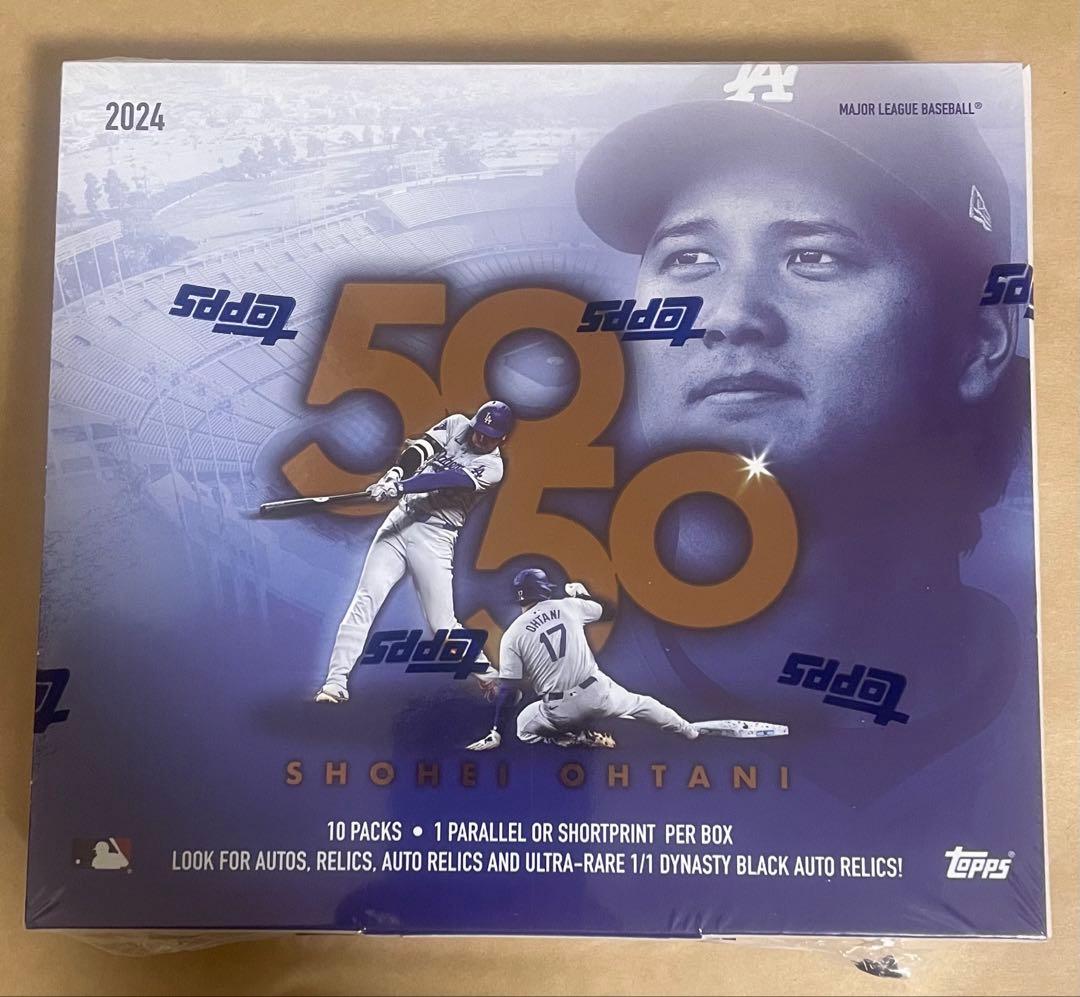 2024
MAJOR LEAGUE BASEBALL®
LA
topps
topps
50
50
LA
OHTANI
17
topps
topps
SHOHEI OHTANI
10 PACKS • 1 PARALLEL OR SHORTPRINT PER BOX
LOOK FOR AUTOS, RELICS, AUTO RELICS AND ULTRA-RARE 1/1 DYNASTY BLACK AUTO RELICS!
topps®